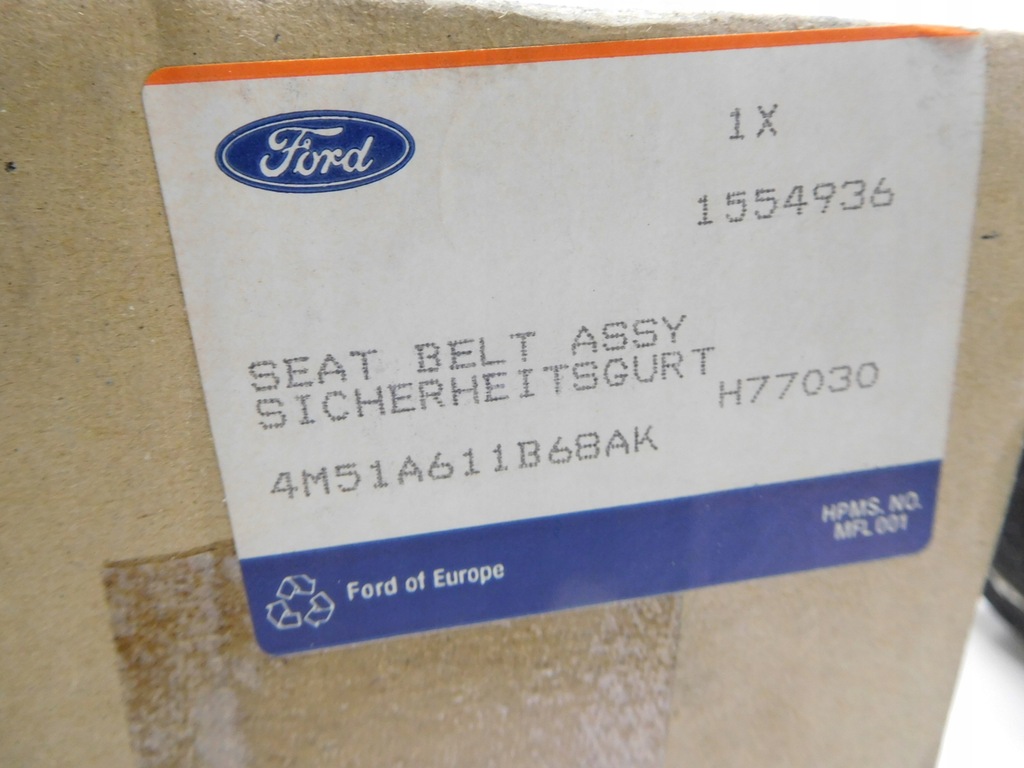 Ford
1X
1554936
SEAT BELT ASSY
SICHERHEITSGURT
H77030
4M51A611B68AK
HPMS. NO.
MFL 001
Ford of Europe